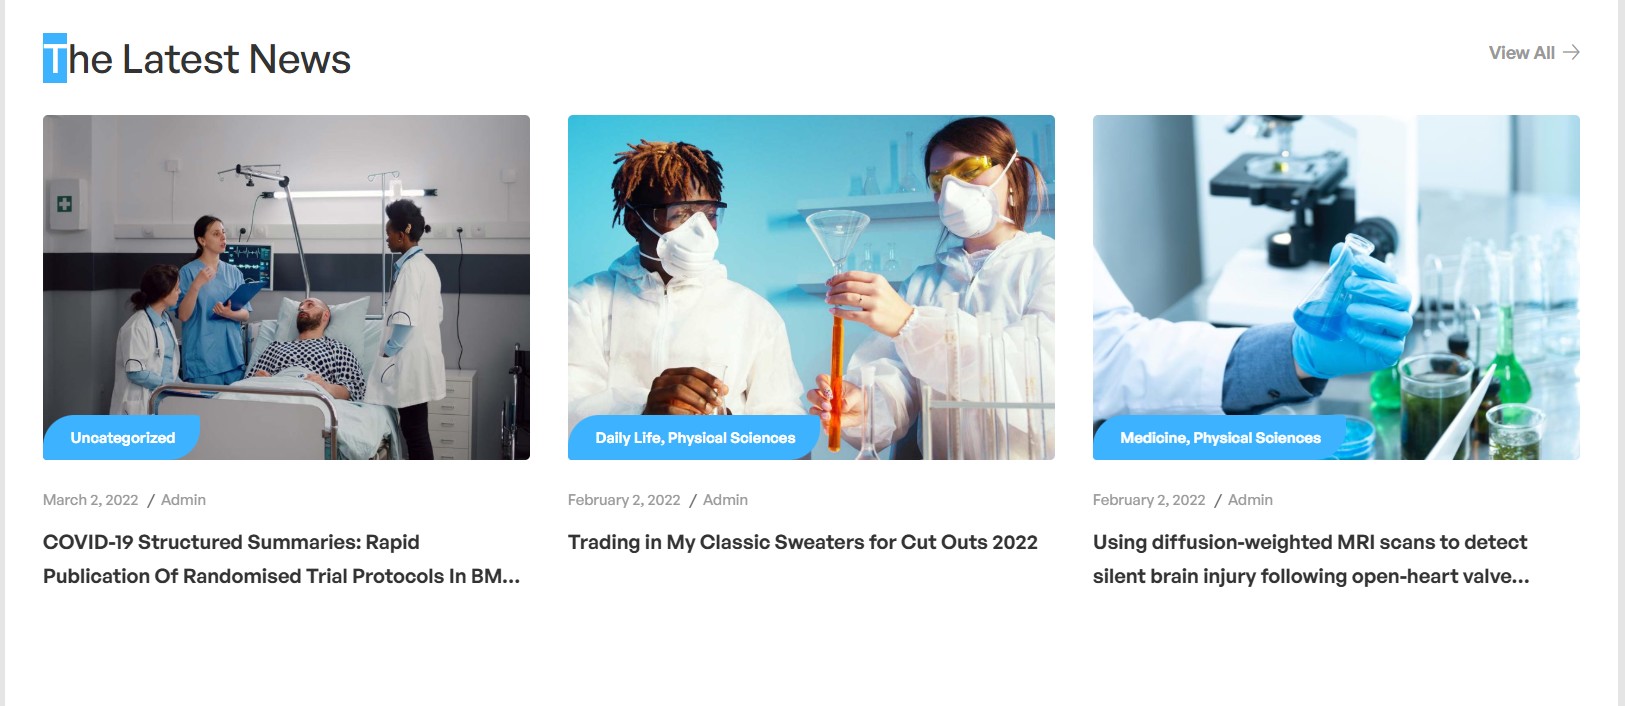 The Latest News
View All
Uncategorized
Daily Life, Physical Sciences
Medicine, Physical Sciences
March 2, 2022 / Admin
February 2, 2022 / Admin
February 2, 2022 / Admin
COVID-19 Structured Summaries: Rapid
Publication Of Randomised Trial Protocols In BM...
Trading in My Classic Sweaters for Cut Outs 2022
Using diffusion-weighted MRI scans to detect
silent brain injury following open-heart valve...